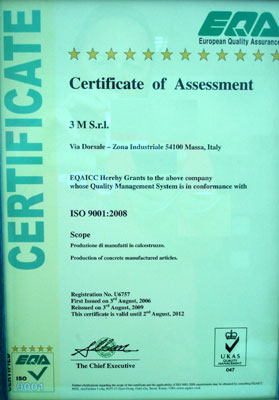 CERTIFICATE
EQA
European Quality Assurance
Certificate of Assessment
3 M S.r.l.
Via Dorsale – Zona Industriale 54100 Massa, Italy
EQAICC Hereby Grants to the above company
whose Quality Management System is in conformance with
ISO 9001:2008
Scope
Produzione di manufatti in calcestruzzo.
Production of concrete manufactured articles.
Registration No. U6757
First Issued on 3rd August, 2006
Reissued on 3rd August, 2009
This certificate is valid until 2nd August, 2012
The Chief Executive
UKAS
QUALITY
MANAGEMENT
047
CERTIFIED
EQA
ISO
9001